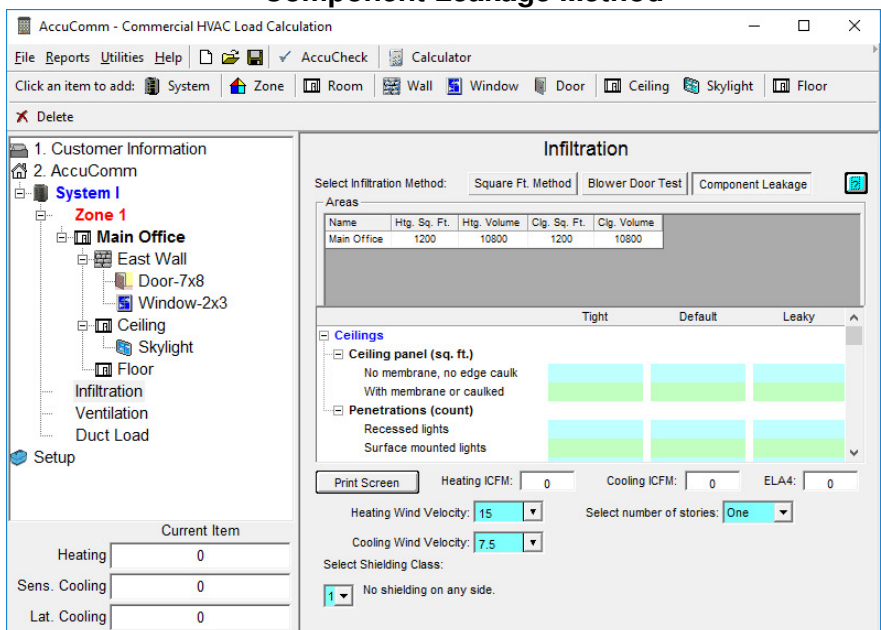 Component Leakage Method
AccuComm - Commercial HVAC Load Calculation
File Reports Utilities Help AccuCheck Calculator
Click an item to add: System Zone Room Wall Window Door Ceiling Skylight Floor
Delete
1. Customer Information
2. AccuComm
System I
Zone 1
Main Office
East Wall
Door-7x8
Window-2x3
Ceiling
Skylight
Floor
Infiltration
Ventilation
Duct Load
Setup
Current Item
Heating 0
Sens. Cooling 0
Lat. Cooling 0
Infiltration
Select Infiltration Method: Square Ft. Method Blower Door Test Component Leakage
Areas
Name Htg. Sq. Ft. Htg. Volume Clg. Sq. Ft. Clg. Volume
Main Office 1200 10800 1200 10800
Tight Default Leaky
Ceilings
Ceiling panel (sq. ft.)
No membrane, no edge caulk
With membrane or caulked
Penetrations (count)
Recessed lights
Surface mounted lights
Print Screen Heating ICFM: 0 Cooling ICFM: 0 ELA4: 0
Heating Wind Velocity: 15 Select number of stories: One
Cooling Wind Velocity: 7.5
Select Shielding Class:
1 No shielding on any side.